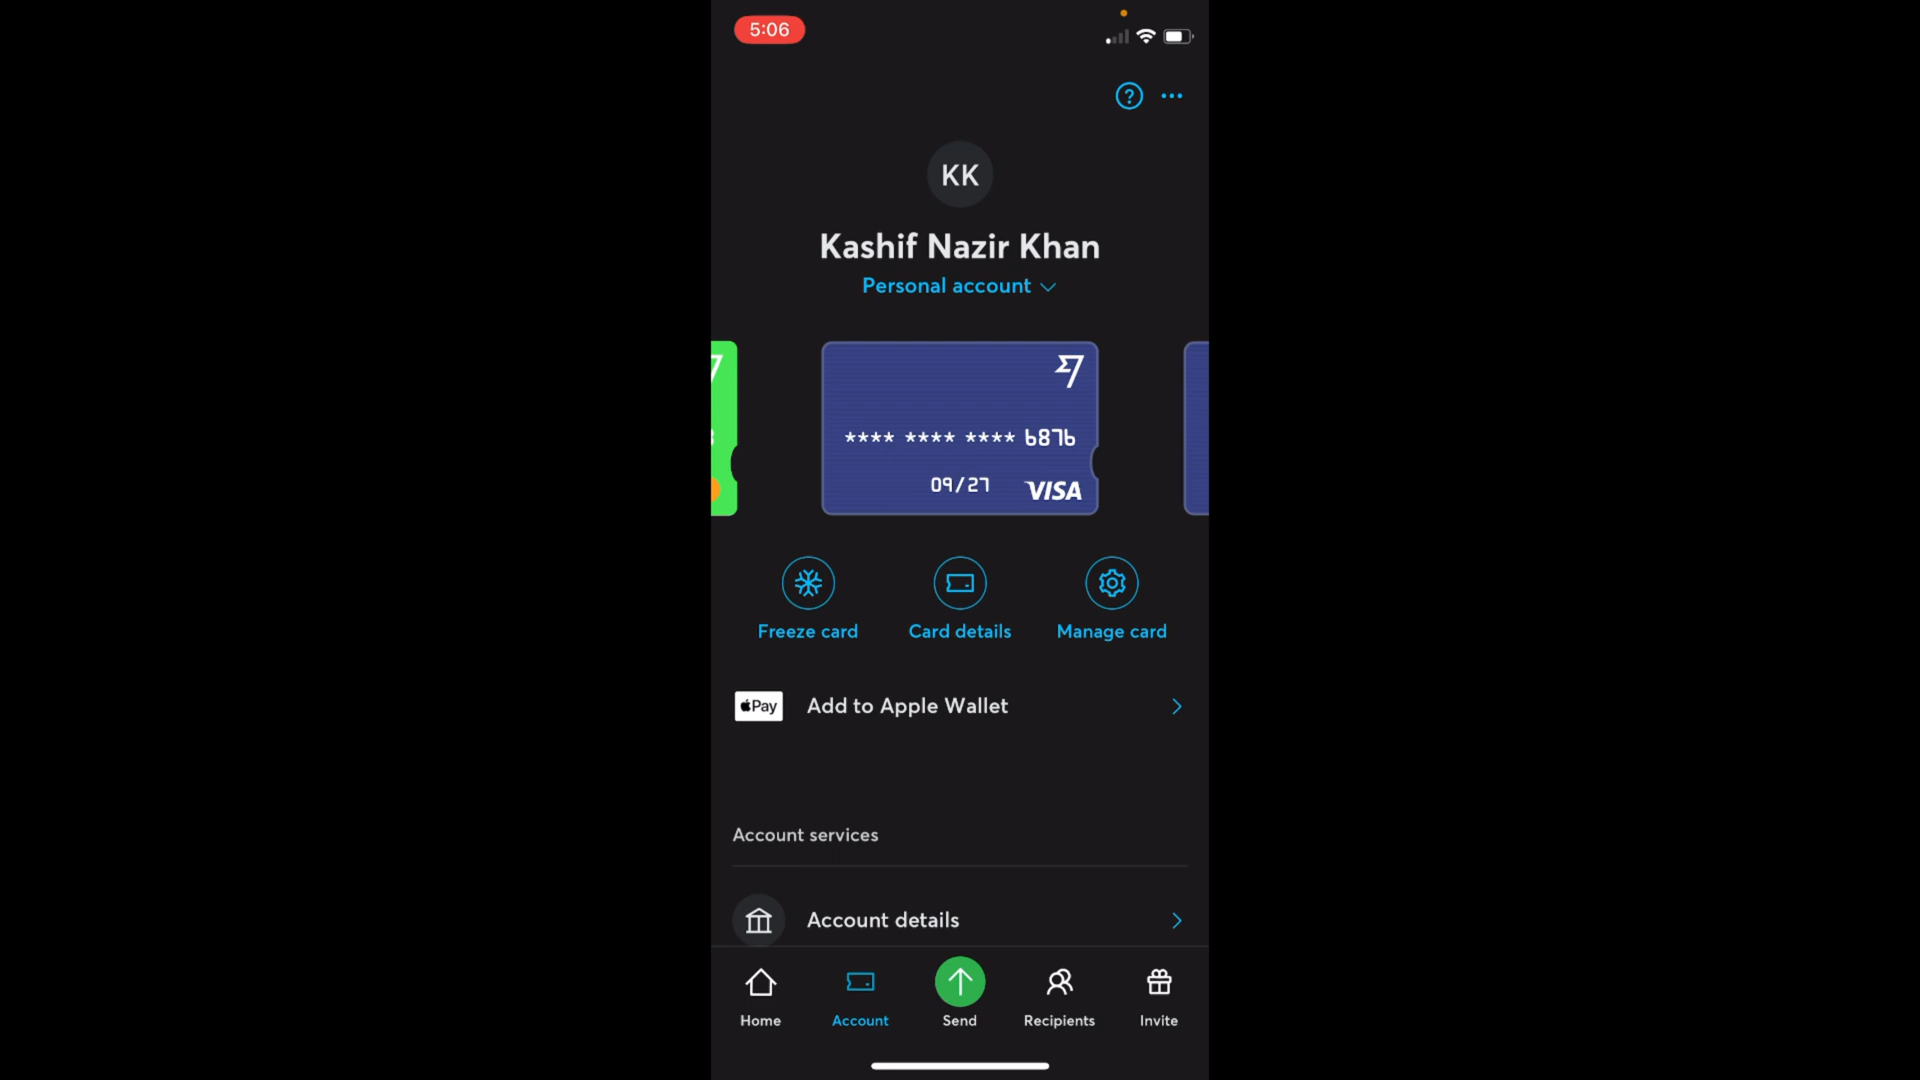 5:06
KK
Kashif Nazir Khan
Personal account
**** **** **** 6876
09/27 VISA
Freeze card Card details Manage card
Pay Add to Apple Wallet
Account services
Account details
Home Account Send Recipients Invite